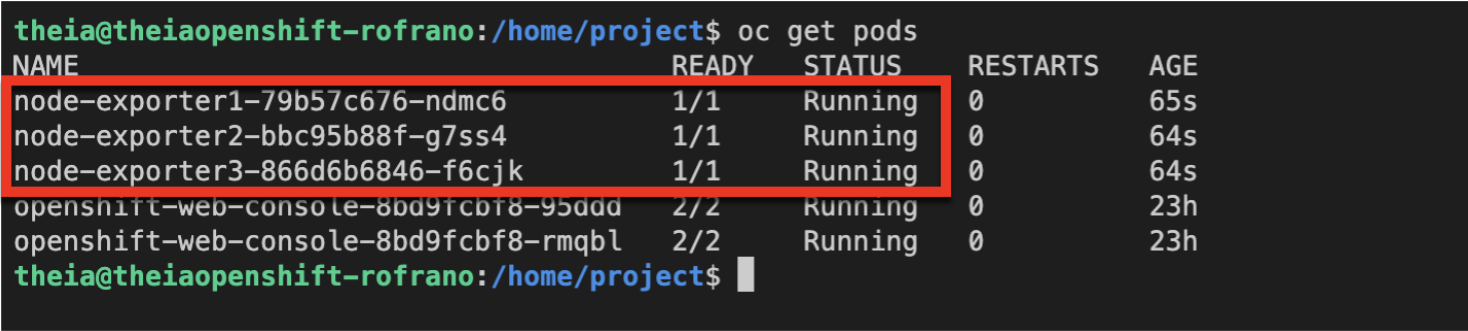 theia@theiaopenshift-rofrano:/home/project$ oc get pods
NAME READY STATUS RESTARTS AGE
node-exporter1-79b57c676-ndmc6 1/1 Running 0 65s
node-exporter2-bbc95b88f-g7ss4 1/1 Running 0 64s
node-exporter3-866d6b6846-f6cjk 1/1 Running 0 64s
openshift-web-console-8bd9fcbf8-95ddd 2/2 Running 0 23h
openshift-web-console-8bd9fcbf8-rmqbl 2/2 Running 0 23h
theia@theiaopenshift-rofrano:/home/project$